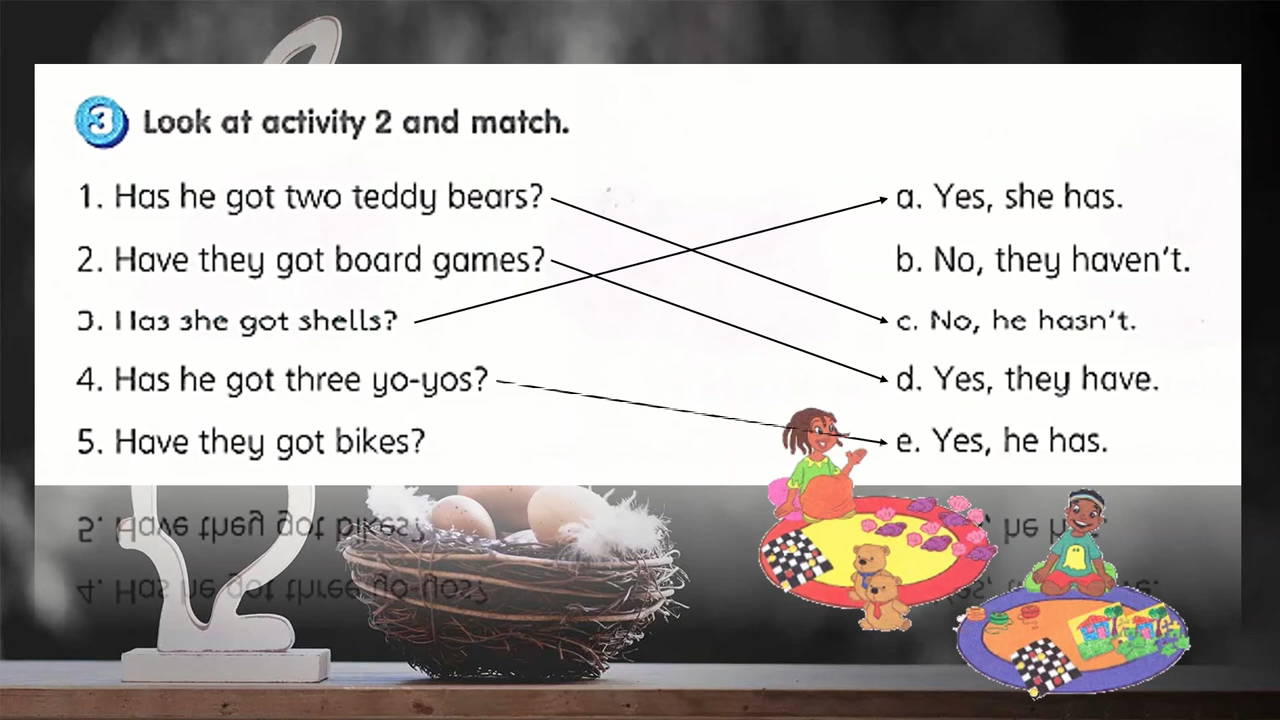 3 Look at activity 2 and match.
1. Has he got two teddy bears?
a. Yes, she has.
2. Have they got board games?
b. No, they haven't.
3. Has she got shells?
c. No, he hasn't.
4. Has he got three yo-yos?
d. Yes, they have.
5. Have they got bikes?
e. Yes, he has.